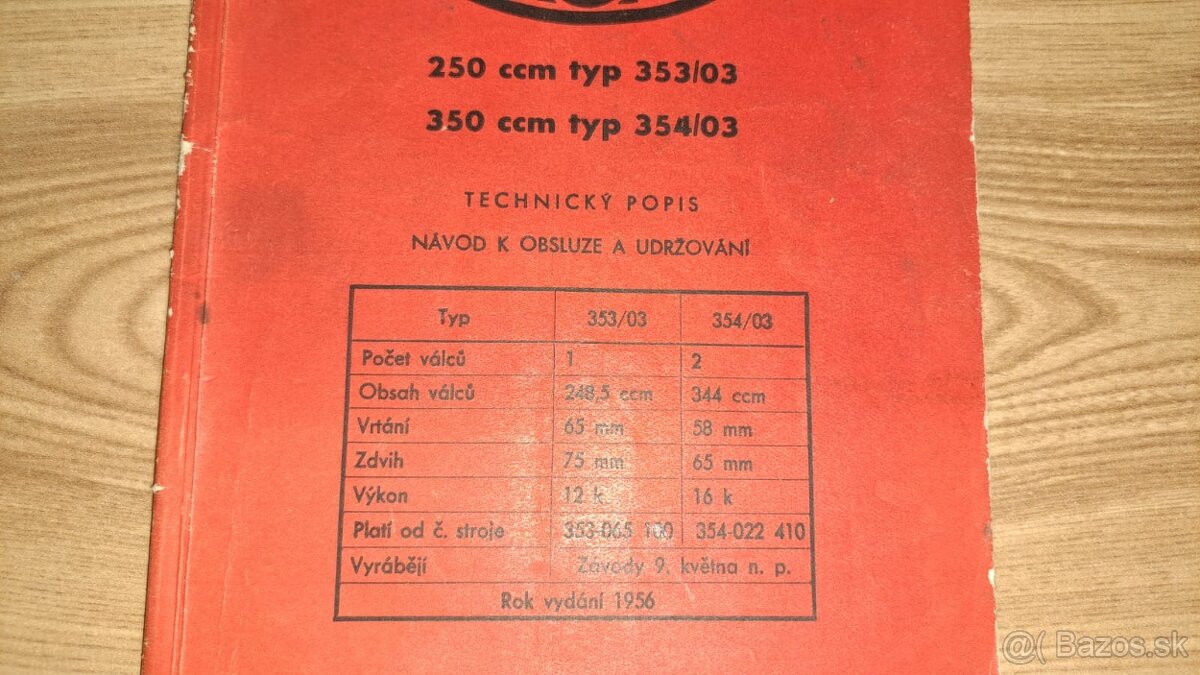 250 ccm typ 353/03
350 ccm typ 354/03
TECHNICKÝ POPIS
NÁVOD K OBSLUZE A UDRŽOVÁNÍ
Typ 353/03 354/03
Počet válců 1 2
Obsah válců 248,5 ccm 344 ccm
Vrtání 65 mm 58 mm
Zdvih 75 mm 65 mm
Výkon 12 k 16 k
Platí od č. stroje 353-065 100 354-022 410
Vyrábějí Závody 9. května n. p.
Rok vydání 1956
@( Bazos.sk